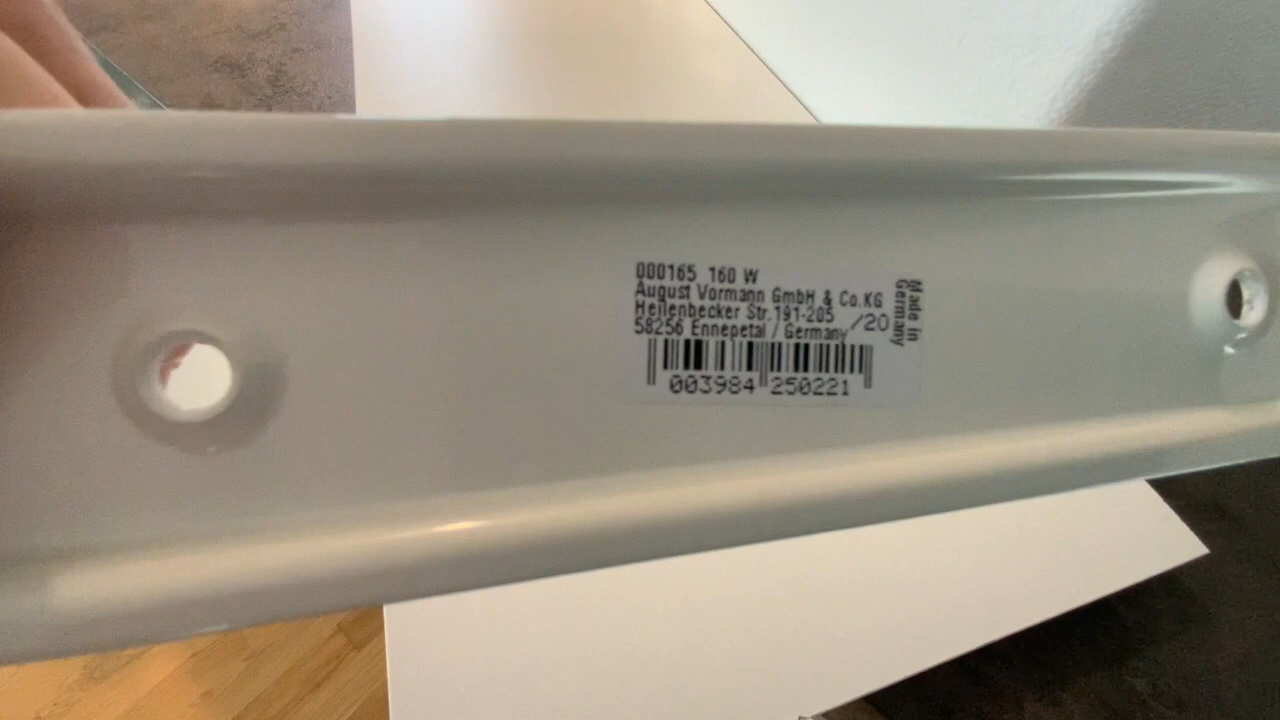 000165 160 W
August Vormann GmbH & Co.KG
Heilenbecker Str.191-205
58256 Ennepetal / Germany
/20
Made in
Germany
003984 250221